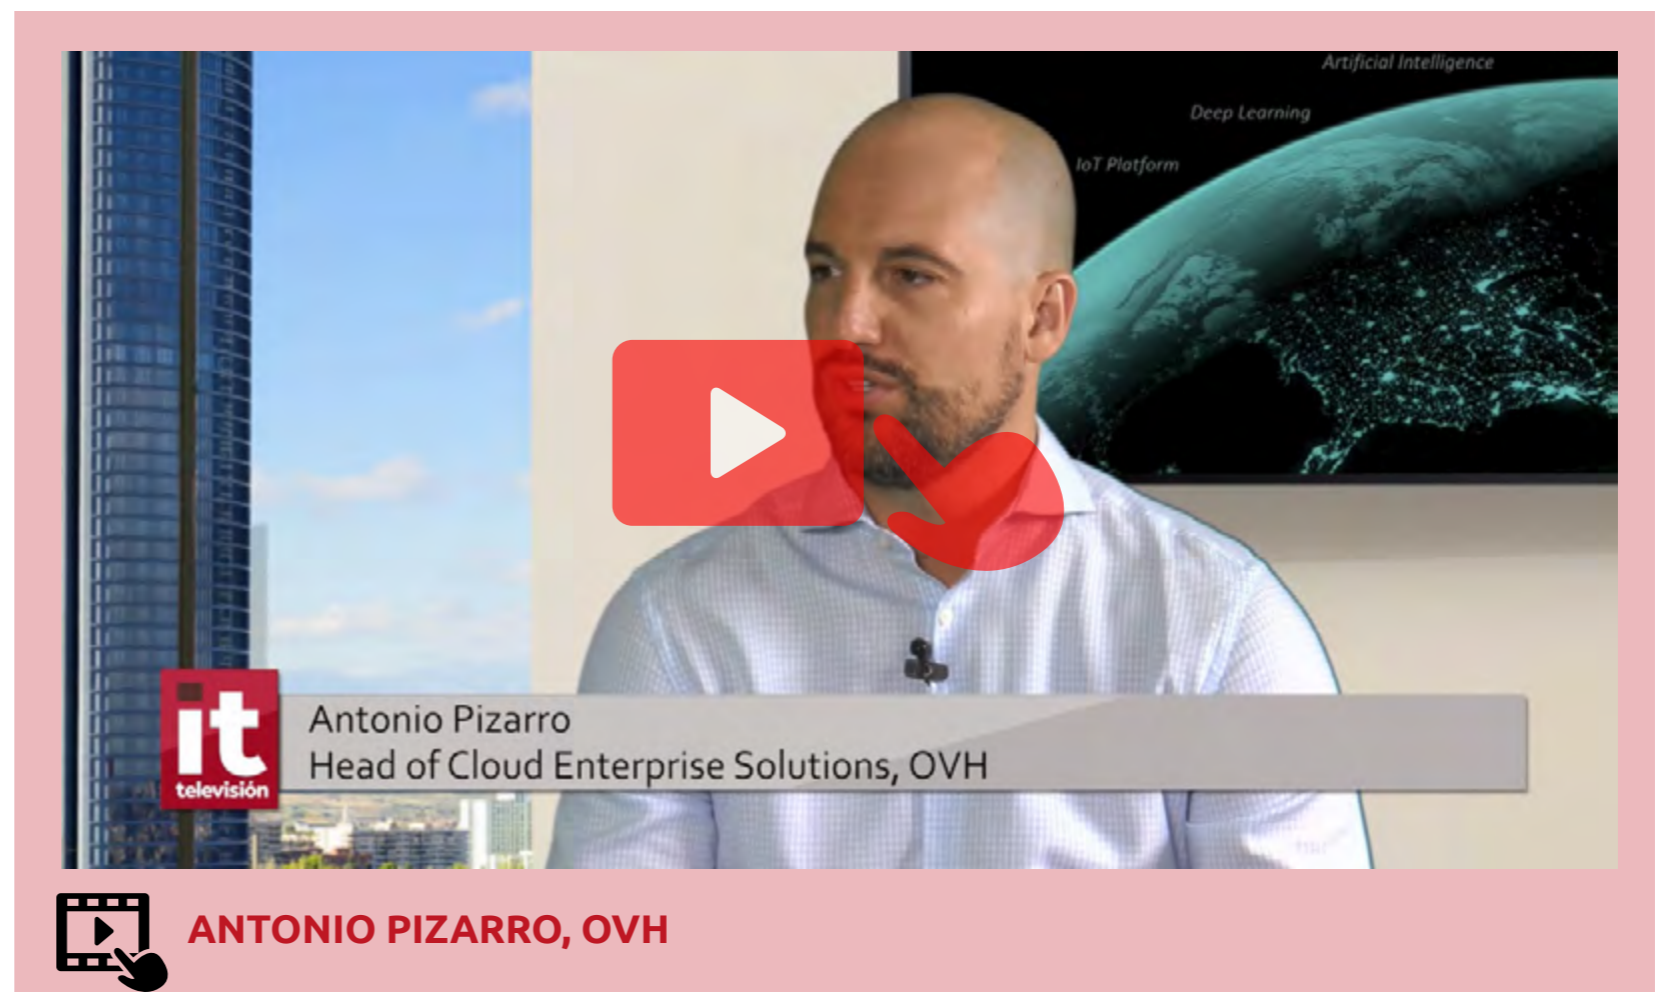 Artificial Intelligence
Deep Learning
IoT Platform
it
televisión
Antonio Pizarro
Head of Cloud Enterprise Solutions, OVH
ANTONIO PIZARRO, OVH